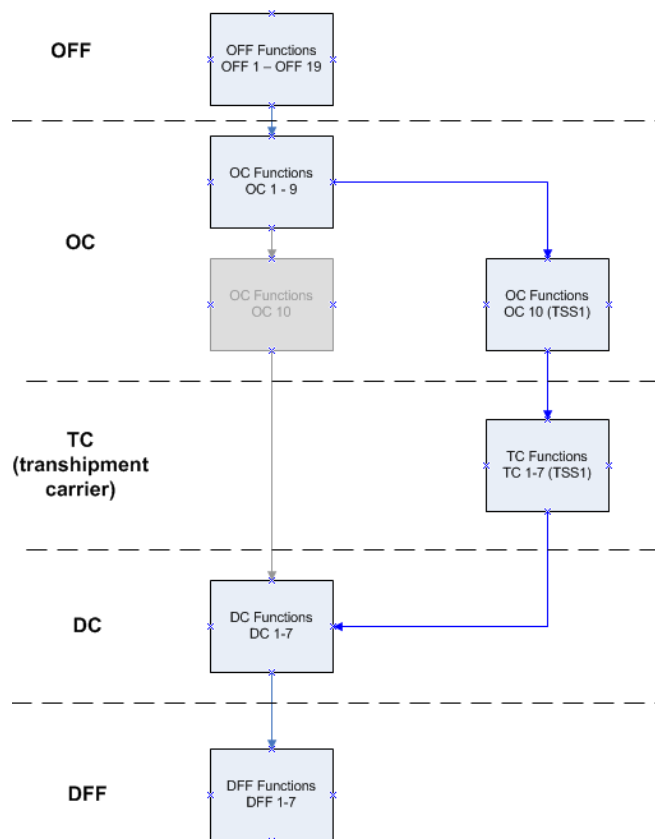 OFF
OFF Functions
OFF 1 – OFF 19
OC
OC Functions
OC 1 - 9
OC Functions
OC 10
OC Functions
OC 10 (TSS1)
TC
(transhipment
carrier)
TC Functions
TC 1-7 (TSS1)
DC
DC Functions
DC 1-7
DFF
DFF Functions
DFF 1-7